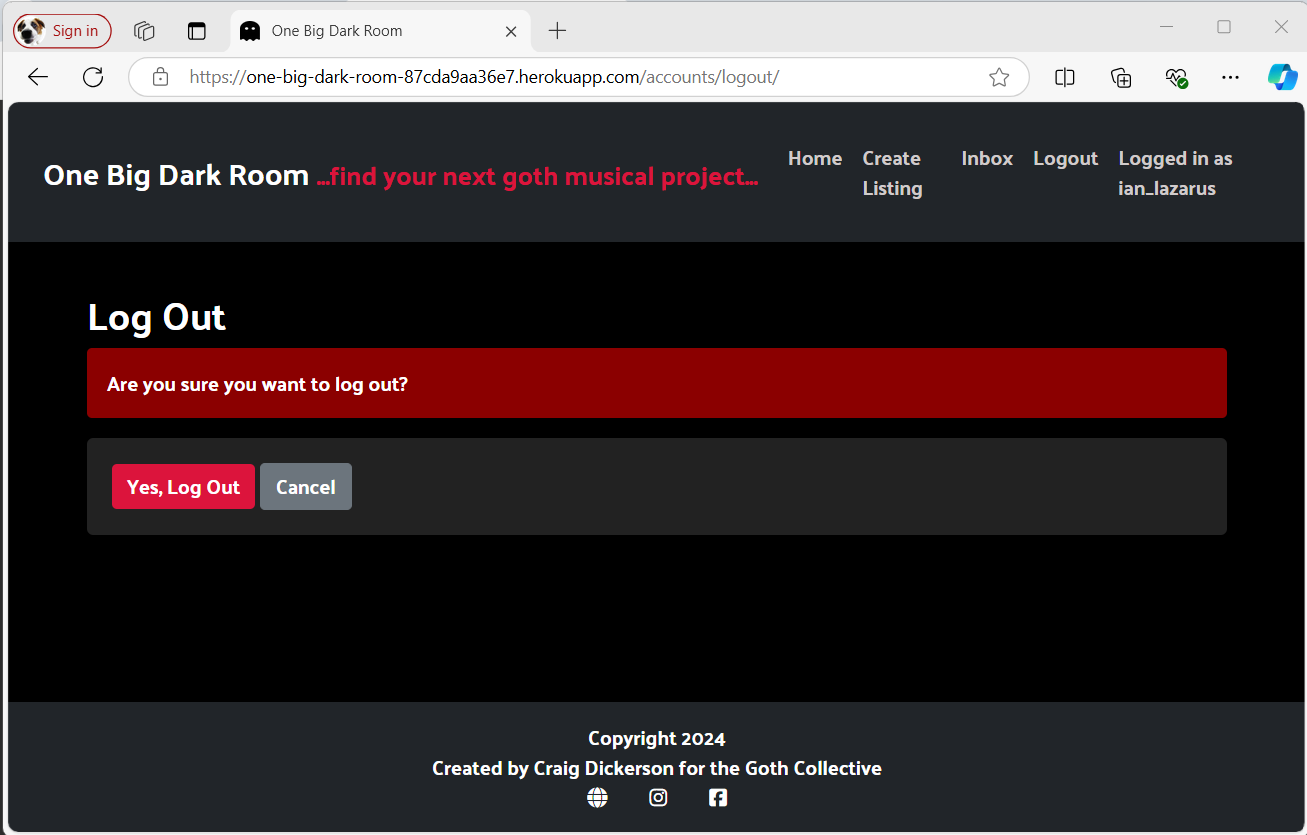 Sign in
One Big Dark Room
https://one-big-dark-room-87cda9aa36e7.herokuapp.com/accounts/logout/
One Big Dark Room ...find your next goth musical project...
Home
Create
Listing
Inbox
Logout
Logged in as
ian_lazarus
Log Out
Are you sure you want to log out?
Yes, Log Out
Cancel
Copyright 2024
Created by Craig Dickerson for the Goth Collective